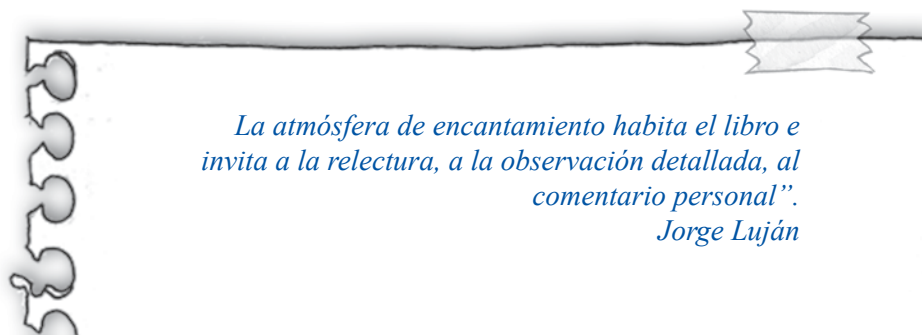 La atmósfera de encantamiento habita el libro e
invita a la relectura, a la observación detallada, al
comentario personal”.
Jorge Luján